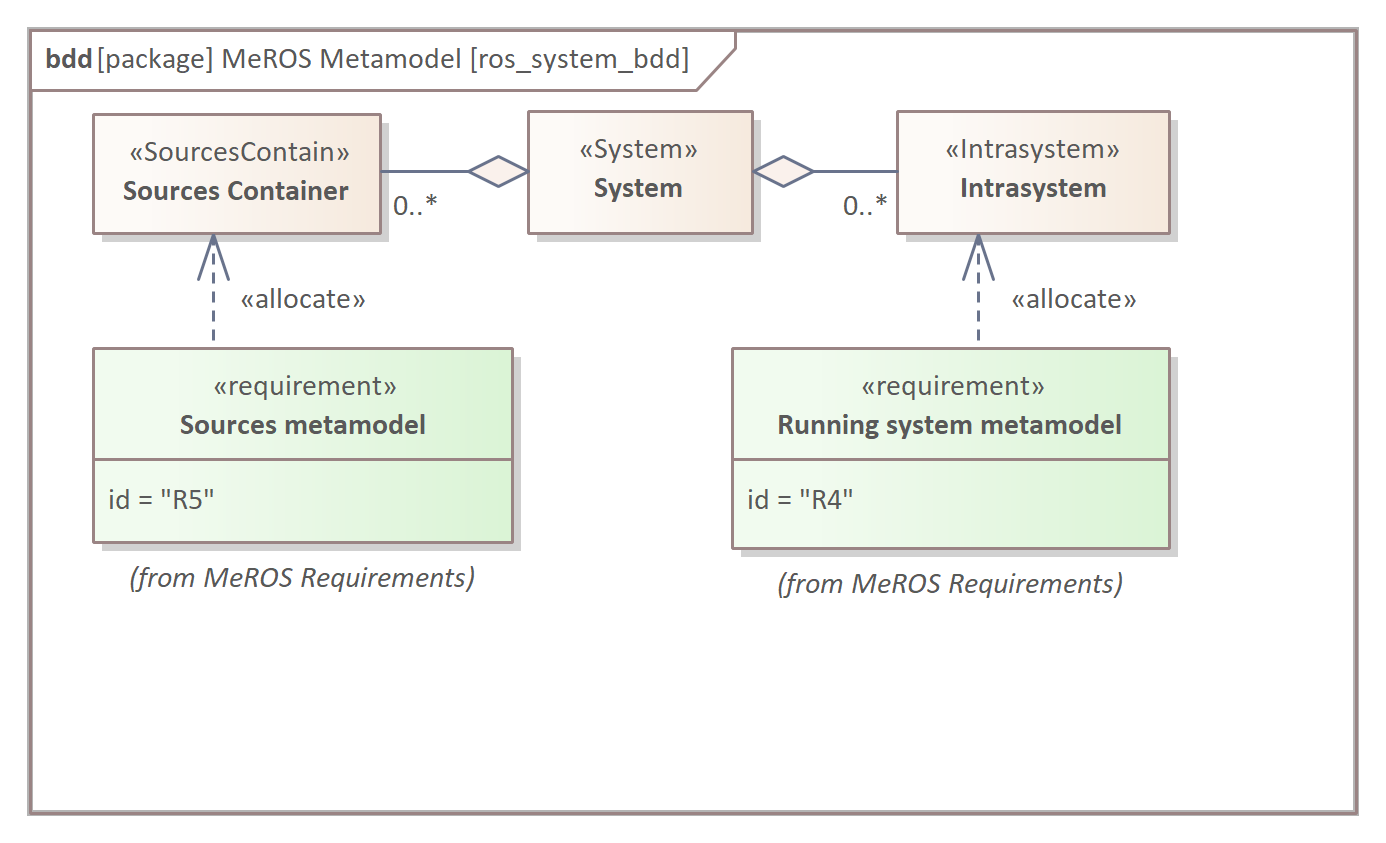 bdd [package] MeROS Metamodel [ros_system_bdd]
«SourcesContain»
Sources Container
0..*
«System»
System
0..*
«Intrasystem»
Intrasystem
«allocate»
«allocate»
«requirement»
Sources metamodel
id = "R5"
(from MeROS Requirements)
«requirement»
Running system metamodel
id = "R4"
(from MeROS Requirements)